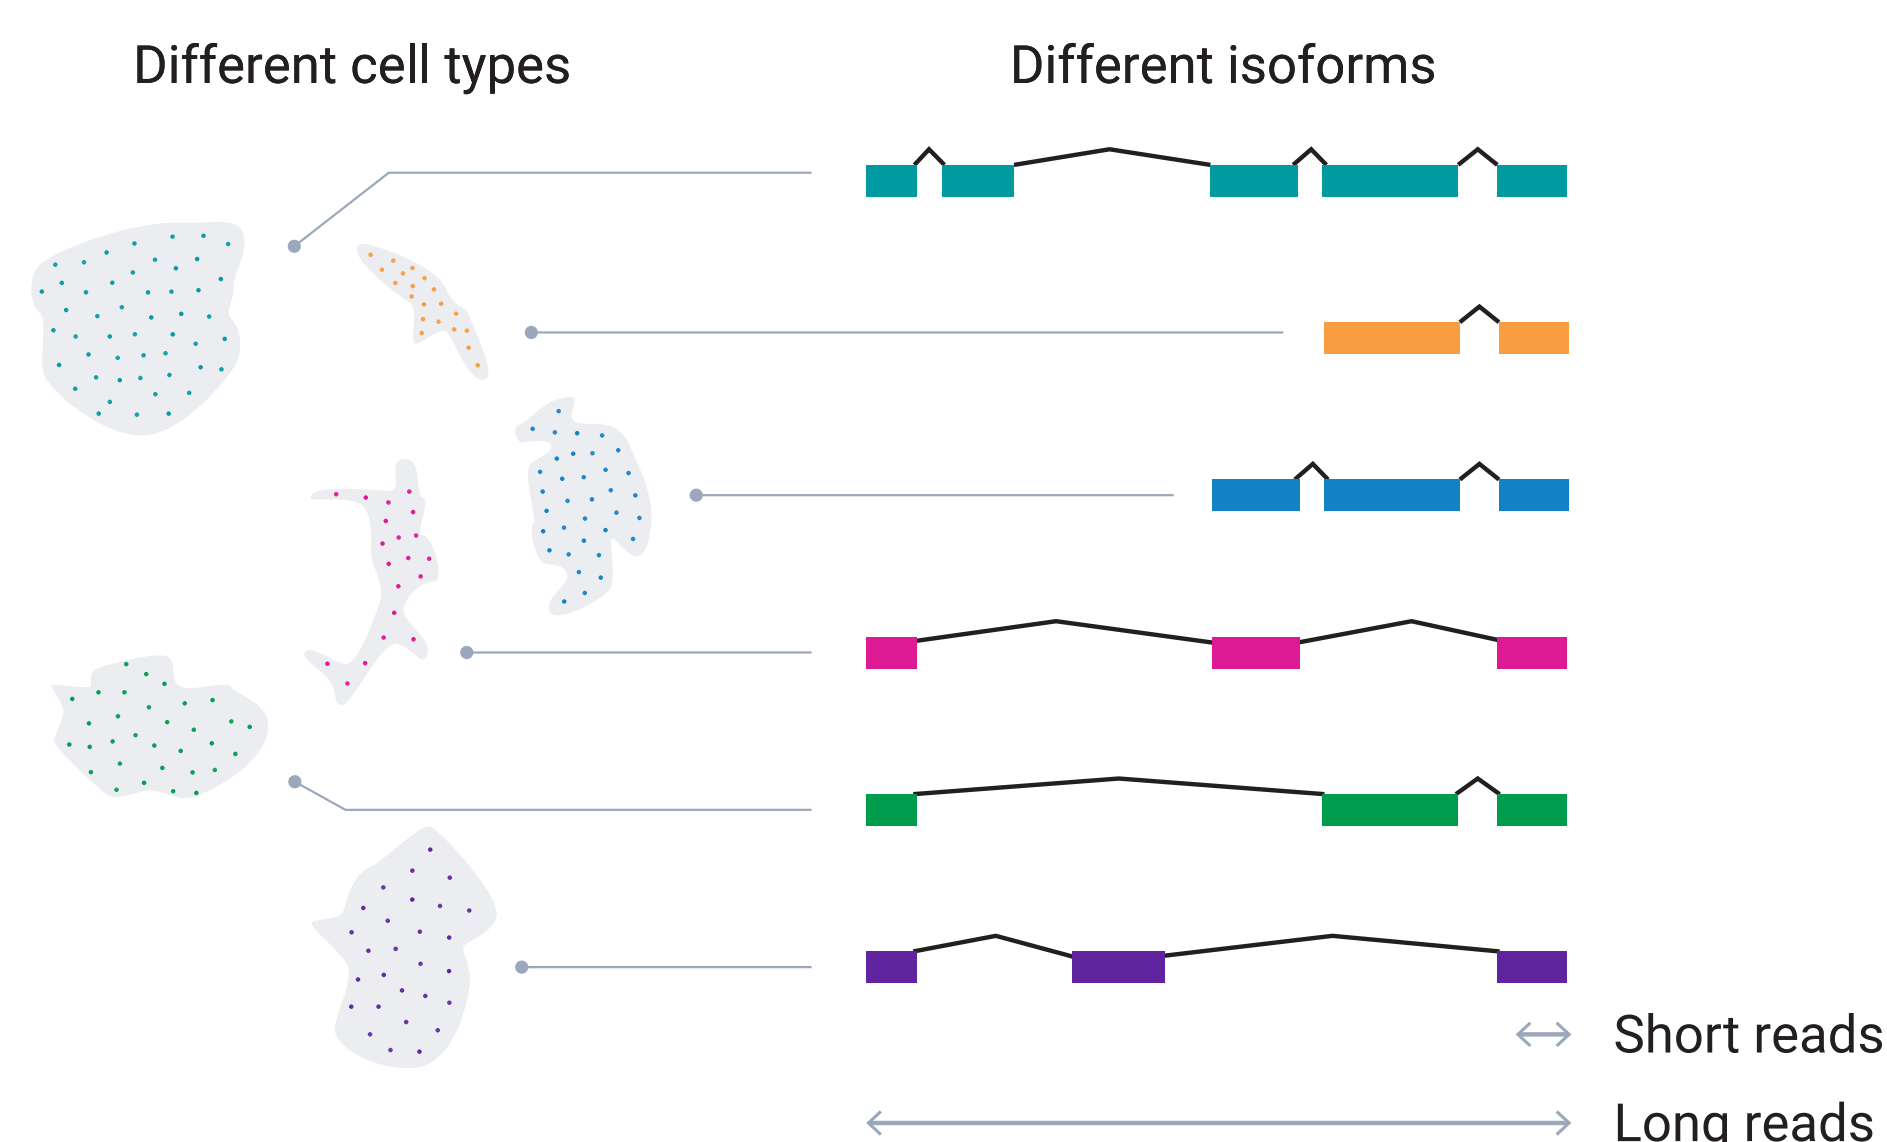 Different cell types
Different isoforms
Short reads
Long reads